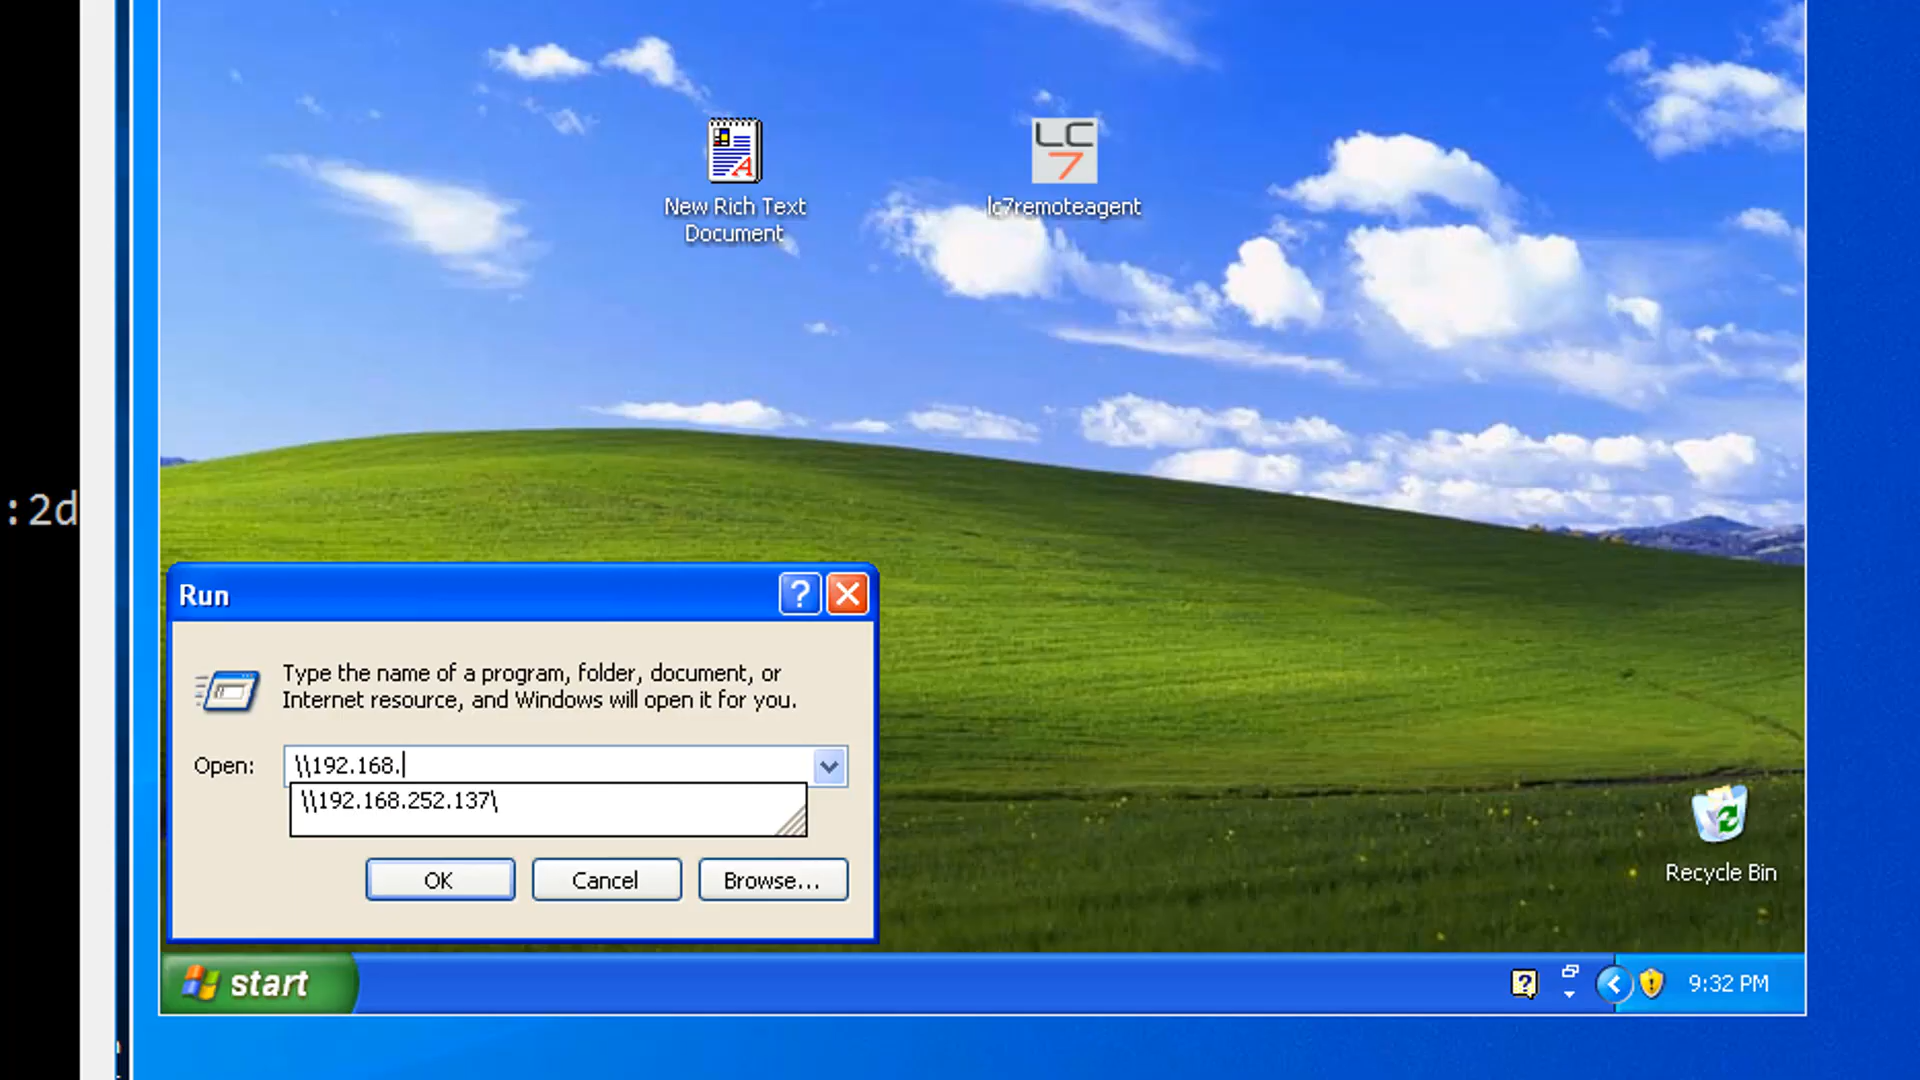 LC
7
New Rich Text
Document
lc7remoteagent
:2d
Run
?
Type the name of a program, folder, document, or
Internet resource, and Windows will open it for you.
Open:
\\192.168.
\\192.168.252.137\
OK
Cancel
Browse...
Recycle Bin
start
?
9:32 PM